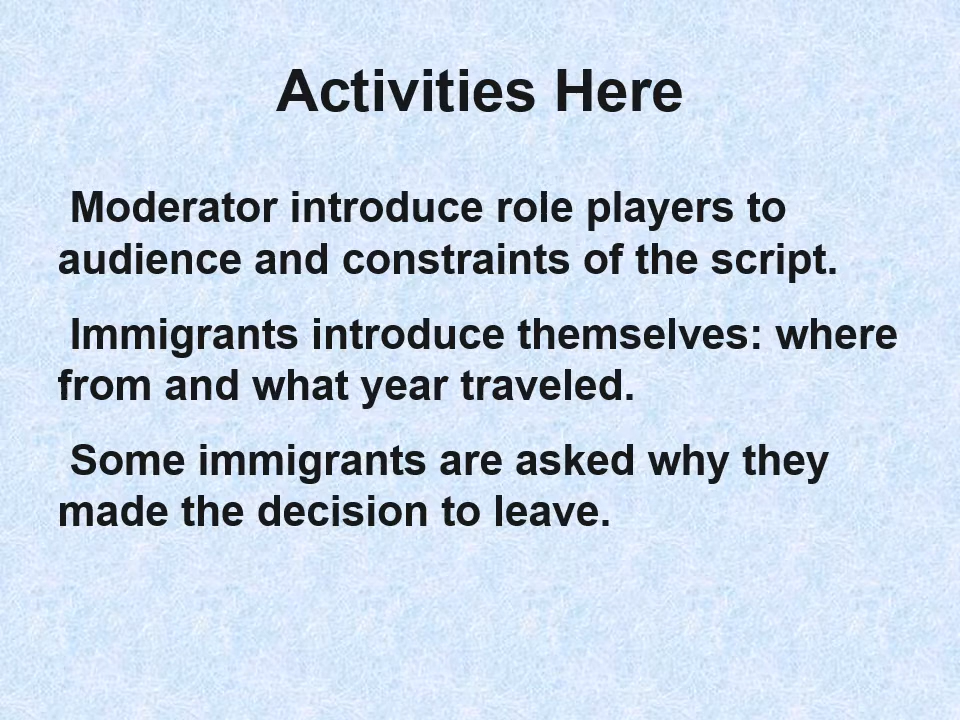 Activities Here
Moderator introduce role players to
audience and constraints of the script.
Immigrants introduce themselves: where
from and what year traveled.
Some immigrants are asked why they
made the decision to leave.